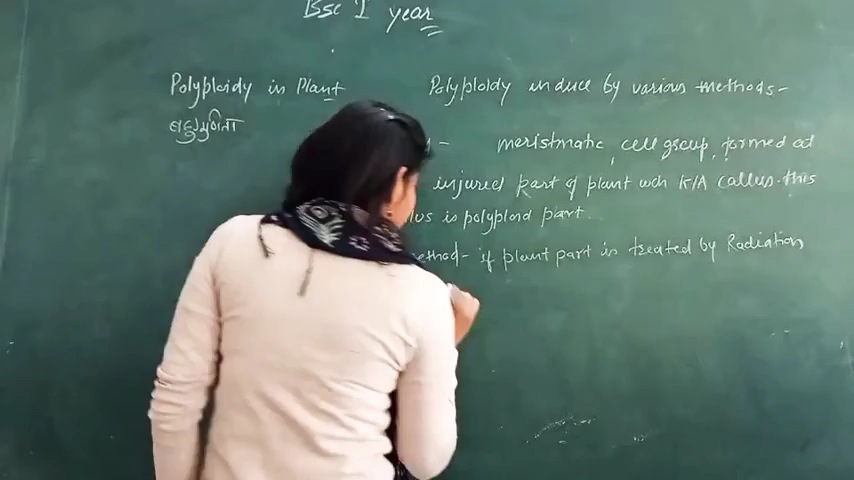 BSc I year
Polyploidy in Plant
बहुगुणिता
Polyploidy induce by various methods-
- meristmatic, cell group, formed at
injured part of plant wch K/A callus. this
lus is polyploid part.
ethod- if plant part is treated by Radiation